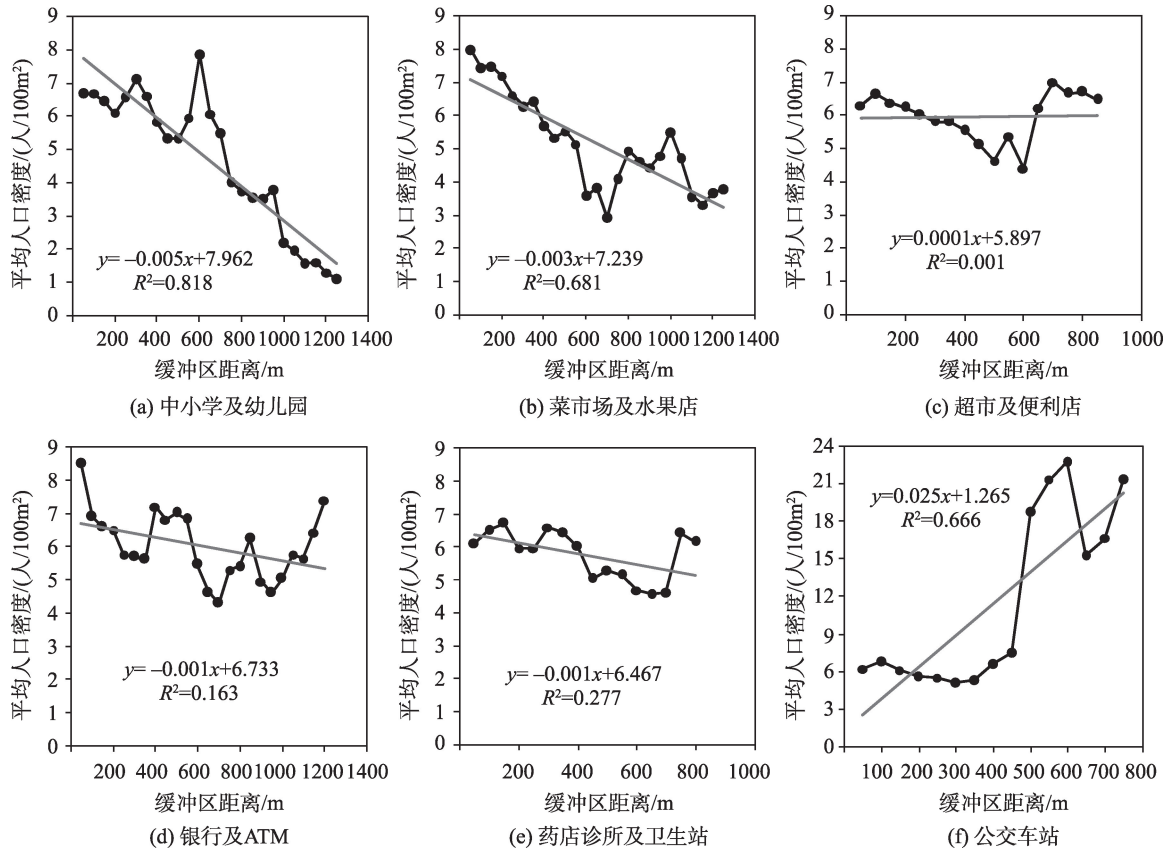 9
8
7
6
5
4
3
2
1
0
平均人口密度/(人/100m²)
y= –0.005x+7.962
R²=0.818
200 400 600 800 1000 1200 1400
缓冲区距离/m
(a) 中小学及幼儿园
9
8
7
6
5
4
3
2
1
0
平均人口密度/(人/100m²)
y= –0.003x+7.239
R²=0.681
200 400 600 800 1000 1200 1400
缓冲区距离/m
(b) 菜市场及水果店
9
8
7
6
5
4
3
2
1
0
平均人口密度/(人/100m²)
y=0.0001x+5.897
R²=0.001
200 400 600 800 1000
缓冲区距离/m
(c) 超市及便利店
9
8
7
6
5
4
3
2
1
0
平均人口密度/(人/100m²)
y= –0.001x+6.733
R²=0.163
200 400 600 800 1000 1200 1400
缓冲区距离/m
(d) 银行及ATM
9
8
7
6
5
4
3
2
1
0
平均人口密度/(人/100m²)
y= –0.001x+6.467
R²=0.277
200 400 600 800 1000
缓冲区距离/m
(e) 药店诊所及卫生站
24
21
18
15
12
9
6
3
0
平均人口密度/(人/100m²)
y=0.025x+1.265
R²=0.666
100 200 300 400 500 600 700 800
缓冲区距离/m
(f) 公交车站